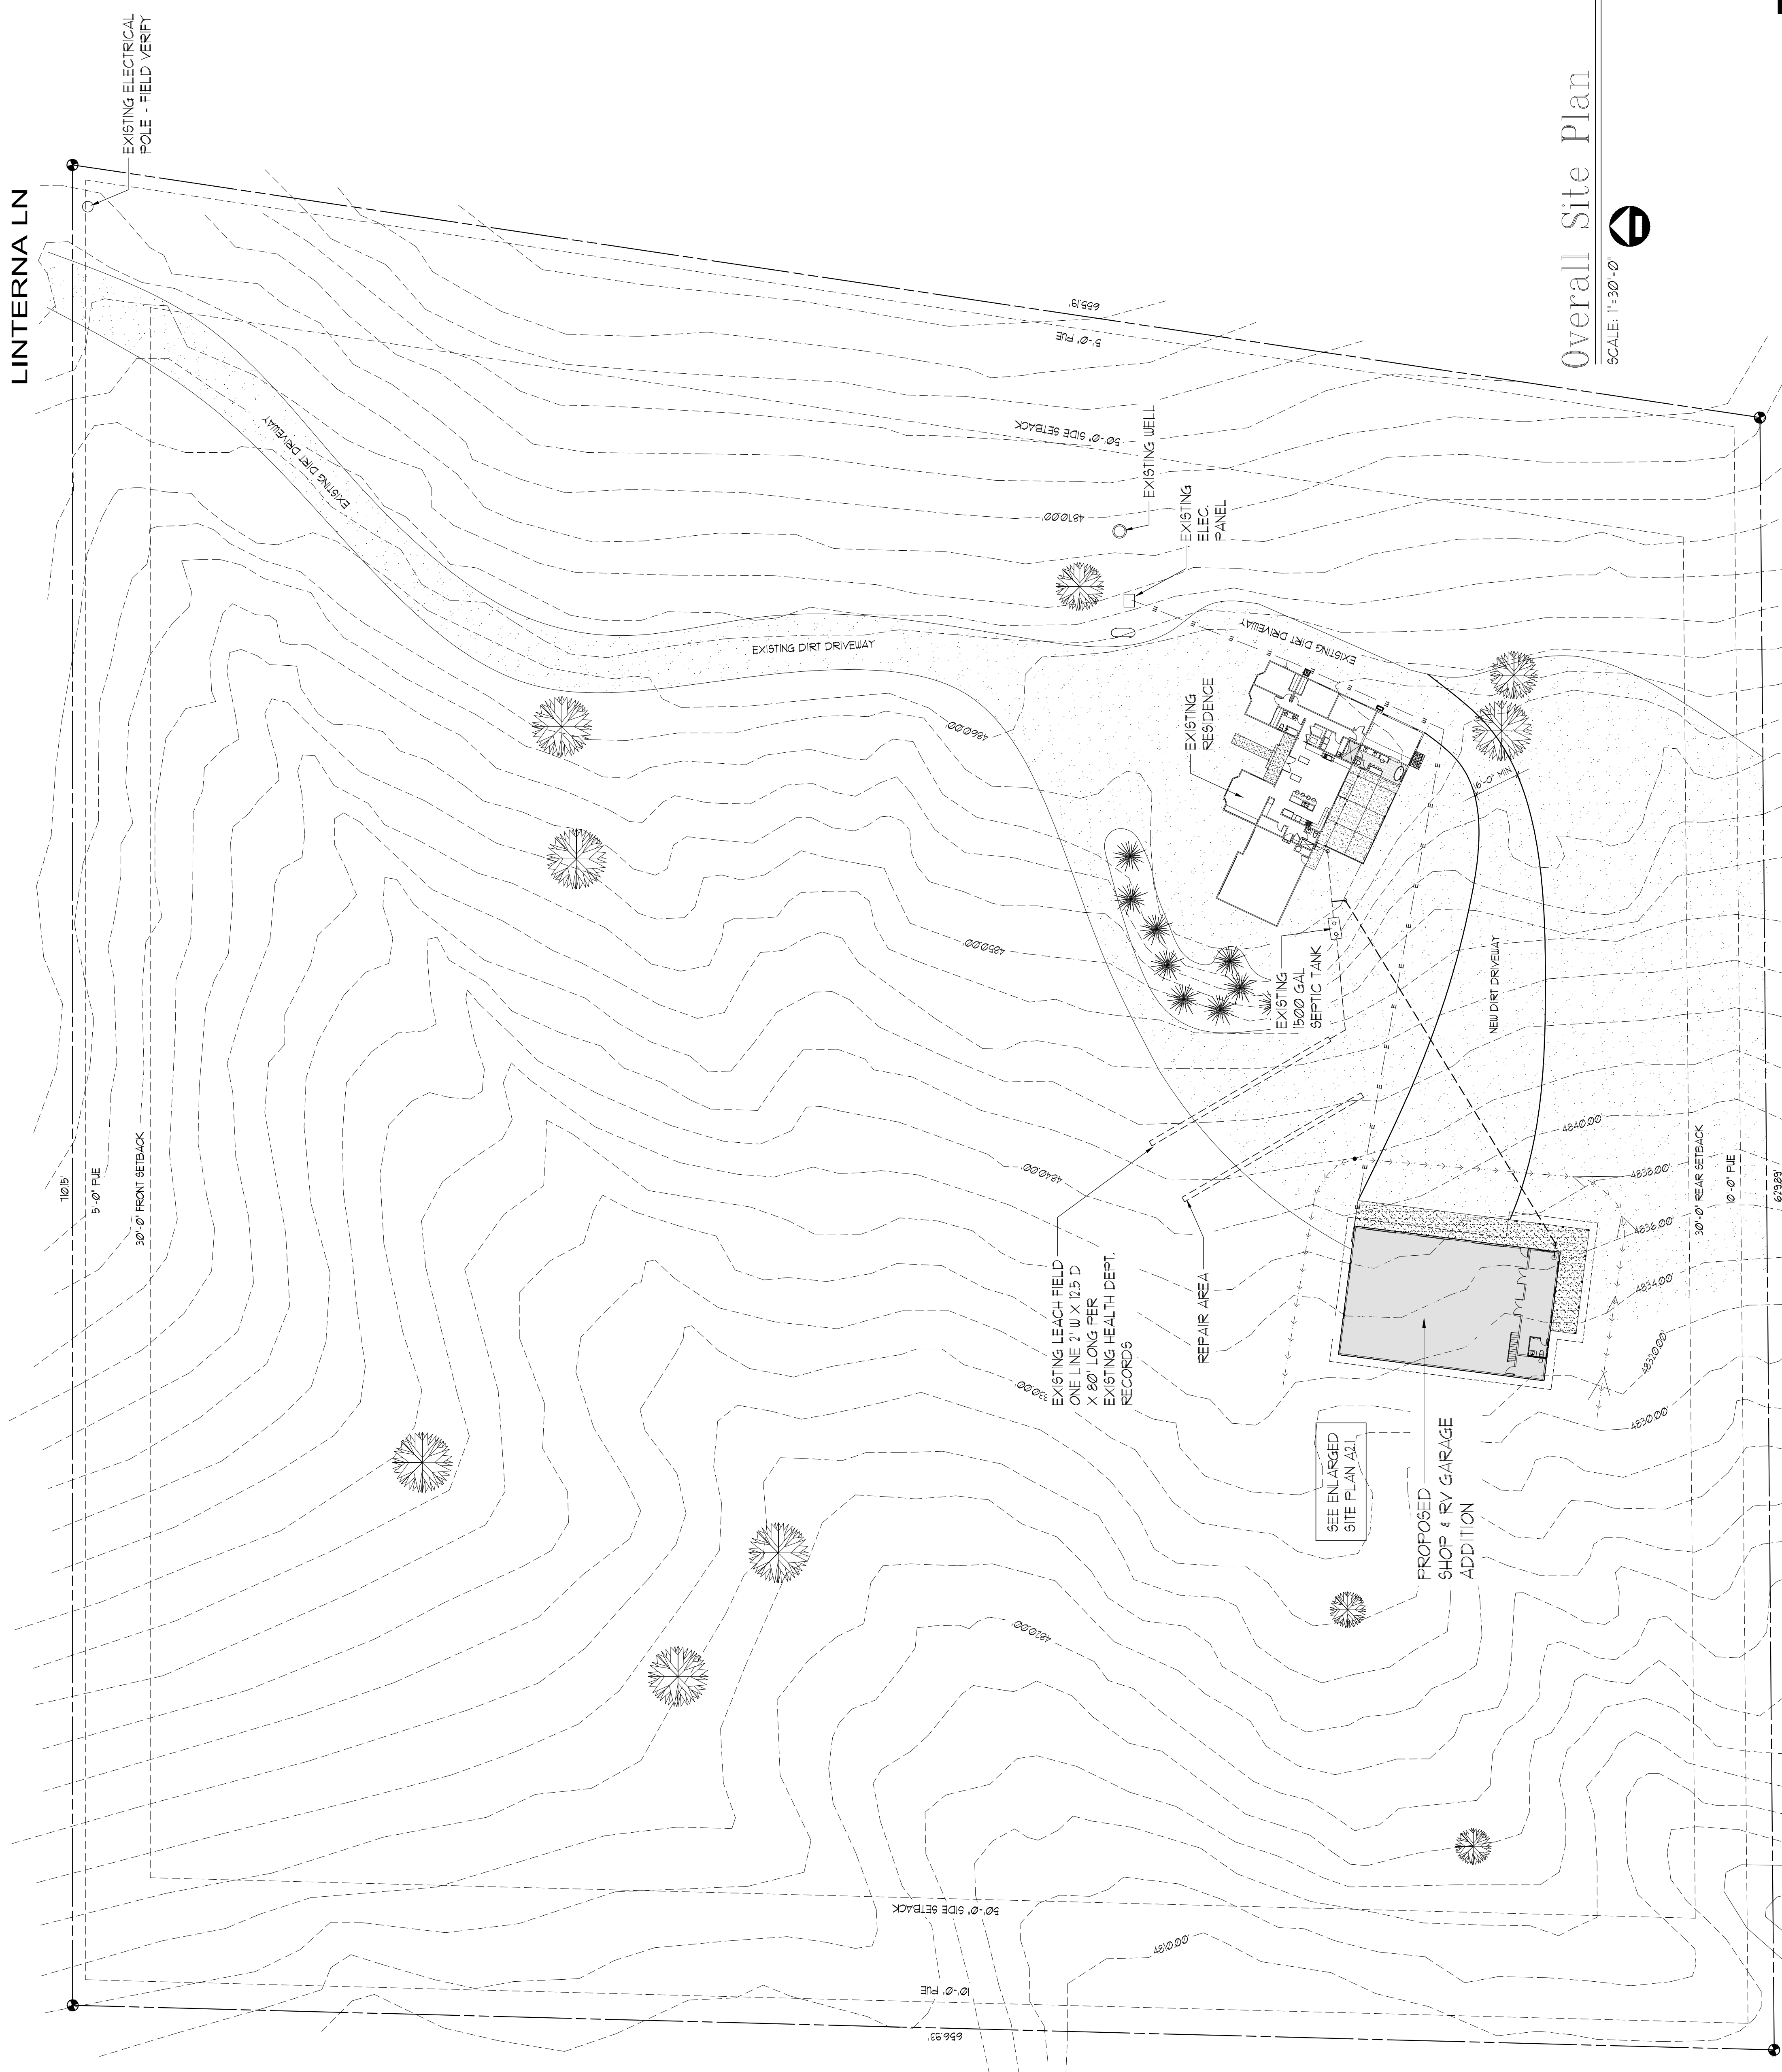 LINTERNA LN
EXISTING ELECTRICAL
POLE - FIELD VERIFY
710.15'
5'-0" PUE
30'-0" FRONT SETBACK
EXISTING DIRT DRIVEWAY
EXISTING DIRT DRIVEWAY
EXISTING DIRT DRIVEWAY
655.19'
5'-0" PUE
50'-0" SIDE SETBACK
4870.00'
EXISTING WELL
EXISTING
ELEC.
PANEL
EXISTING
RESIDENCE
4860.00'
4850.00'
4840.00'
EXISTING
1500 GAL
SEPTIC TANK
16'-0" MIN.
NEW DIRT DRIVEWAY
EXISTING LEACH FIELD
ONE LINE 2' W X 12.5 D
X 80' LONG PER
EXISTING HEALTH DEPT.
RECORDS
REPAIR AREA
4840.00'
4838.00'
4836.00'
4834.00'
48320.00'
4830.00'
SEE ENLARGED
SITE PLAN A2.1
PROPOSED
SHOP & RV GARAGE
ADDITION
4820.00'
4810.00'
50'-0" SIDE SETBACK
10'-0" PUE
656.93'
30'-0" REAR SETBACK
10'-0" PUE
629.89'
Overall Site Plan
SCALE: 1"=30'-0"